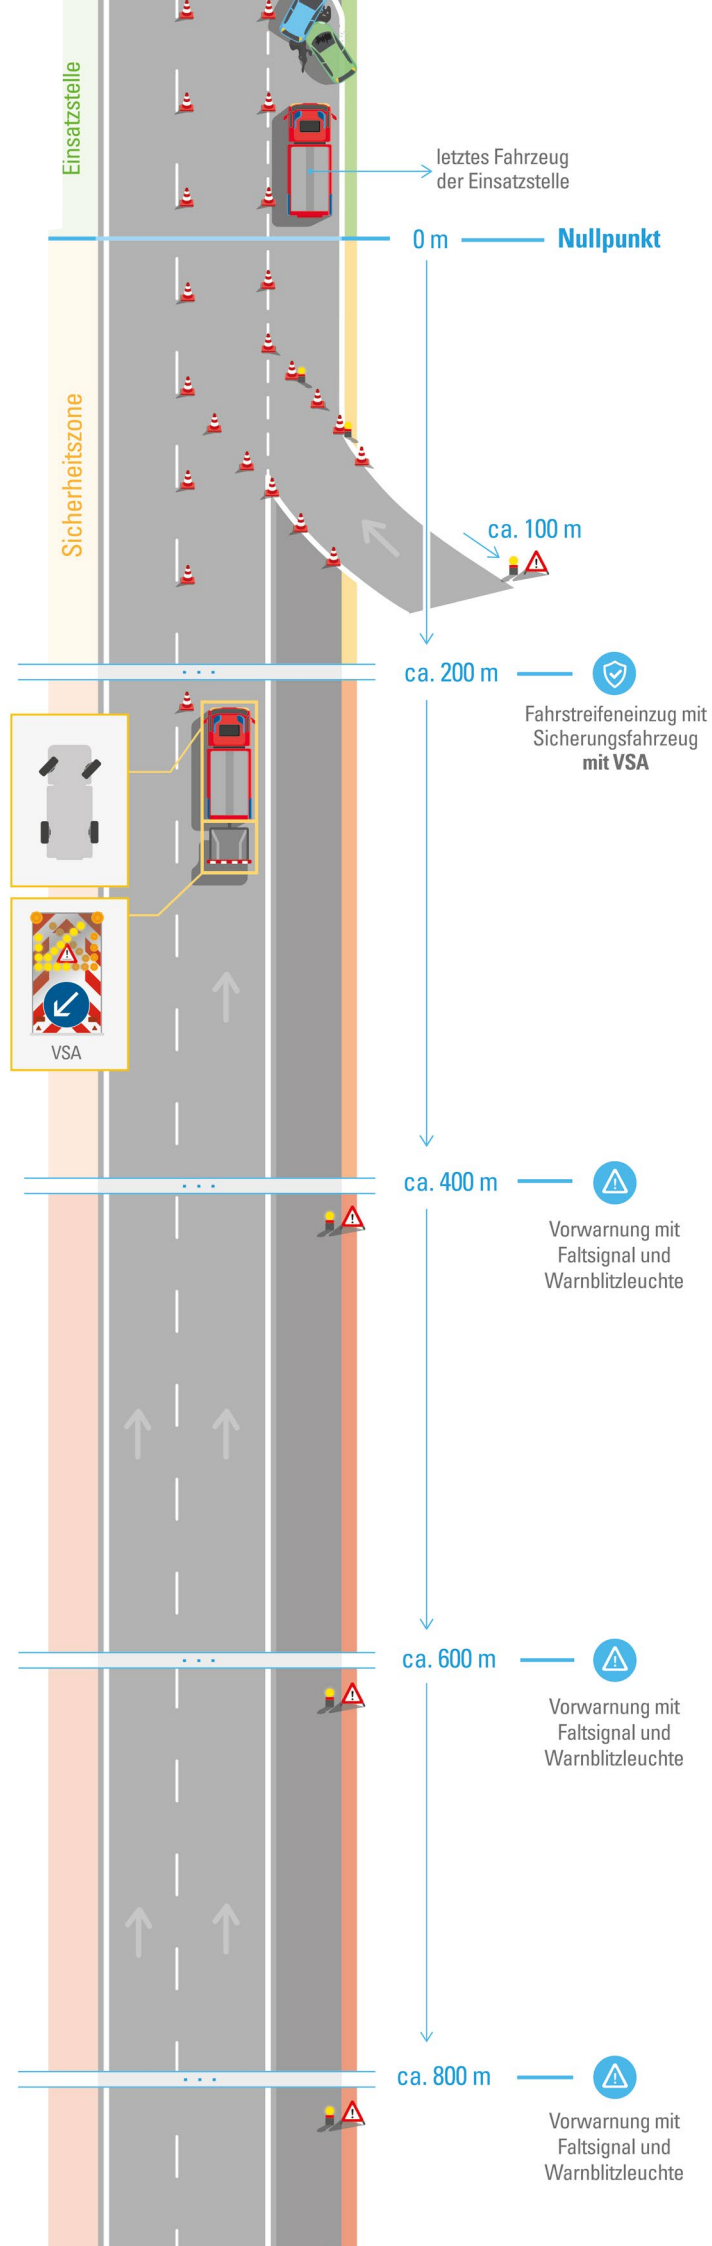 Einsatzstelle
letztes Fahrzeug
der Einsatzstelle
0 m
Nullpunkt
Sicherheitszone
ca. 100 m
ca. 200 m
Fahrstreifeneinzug mit
Sicherungsfahrzeug
mit VSA
VSA
ca. 400 m
Vorwarnung mit
Faltsignal und
Warnblitzleuchte
ca. 600 m
Vorwarnung mit
Faltsignal und
Warnblitzleuchte
ca. 800 m
Vorwarnung mit
Faltsignal und
Warnblitzleuchte